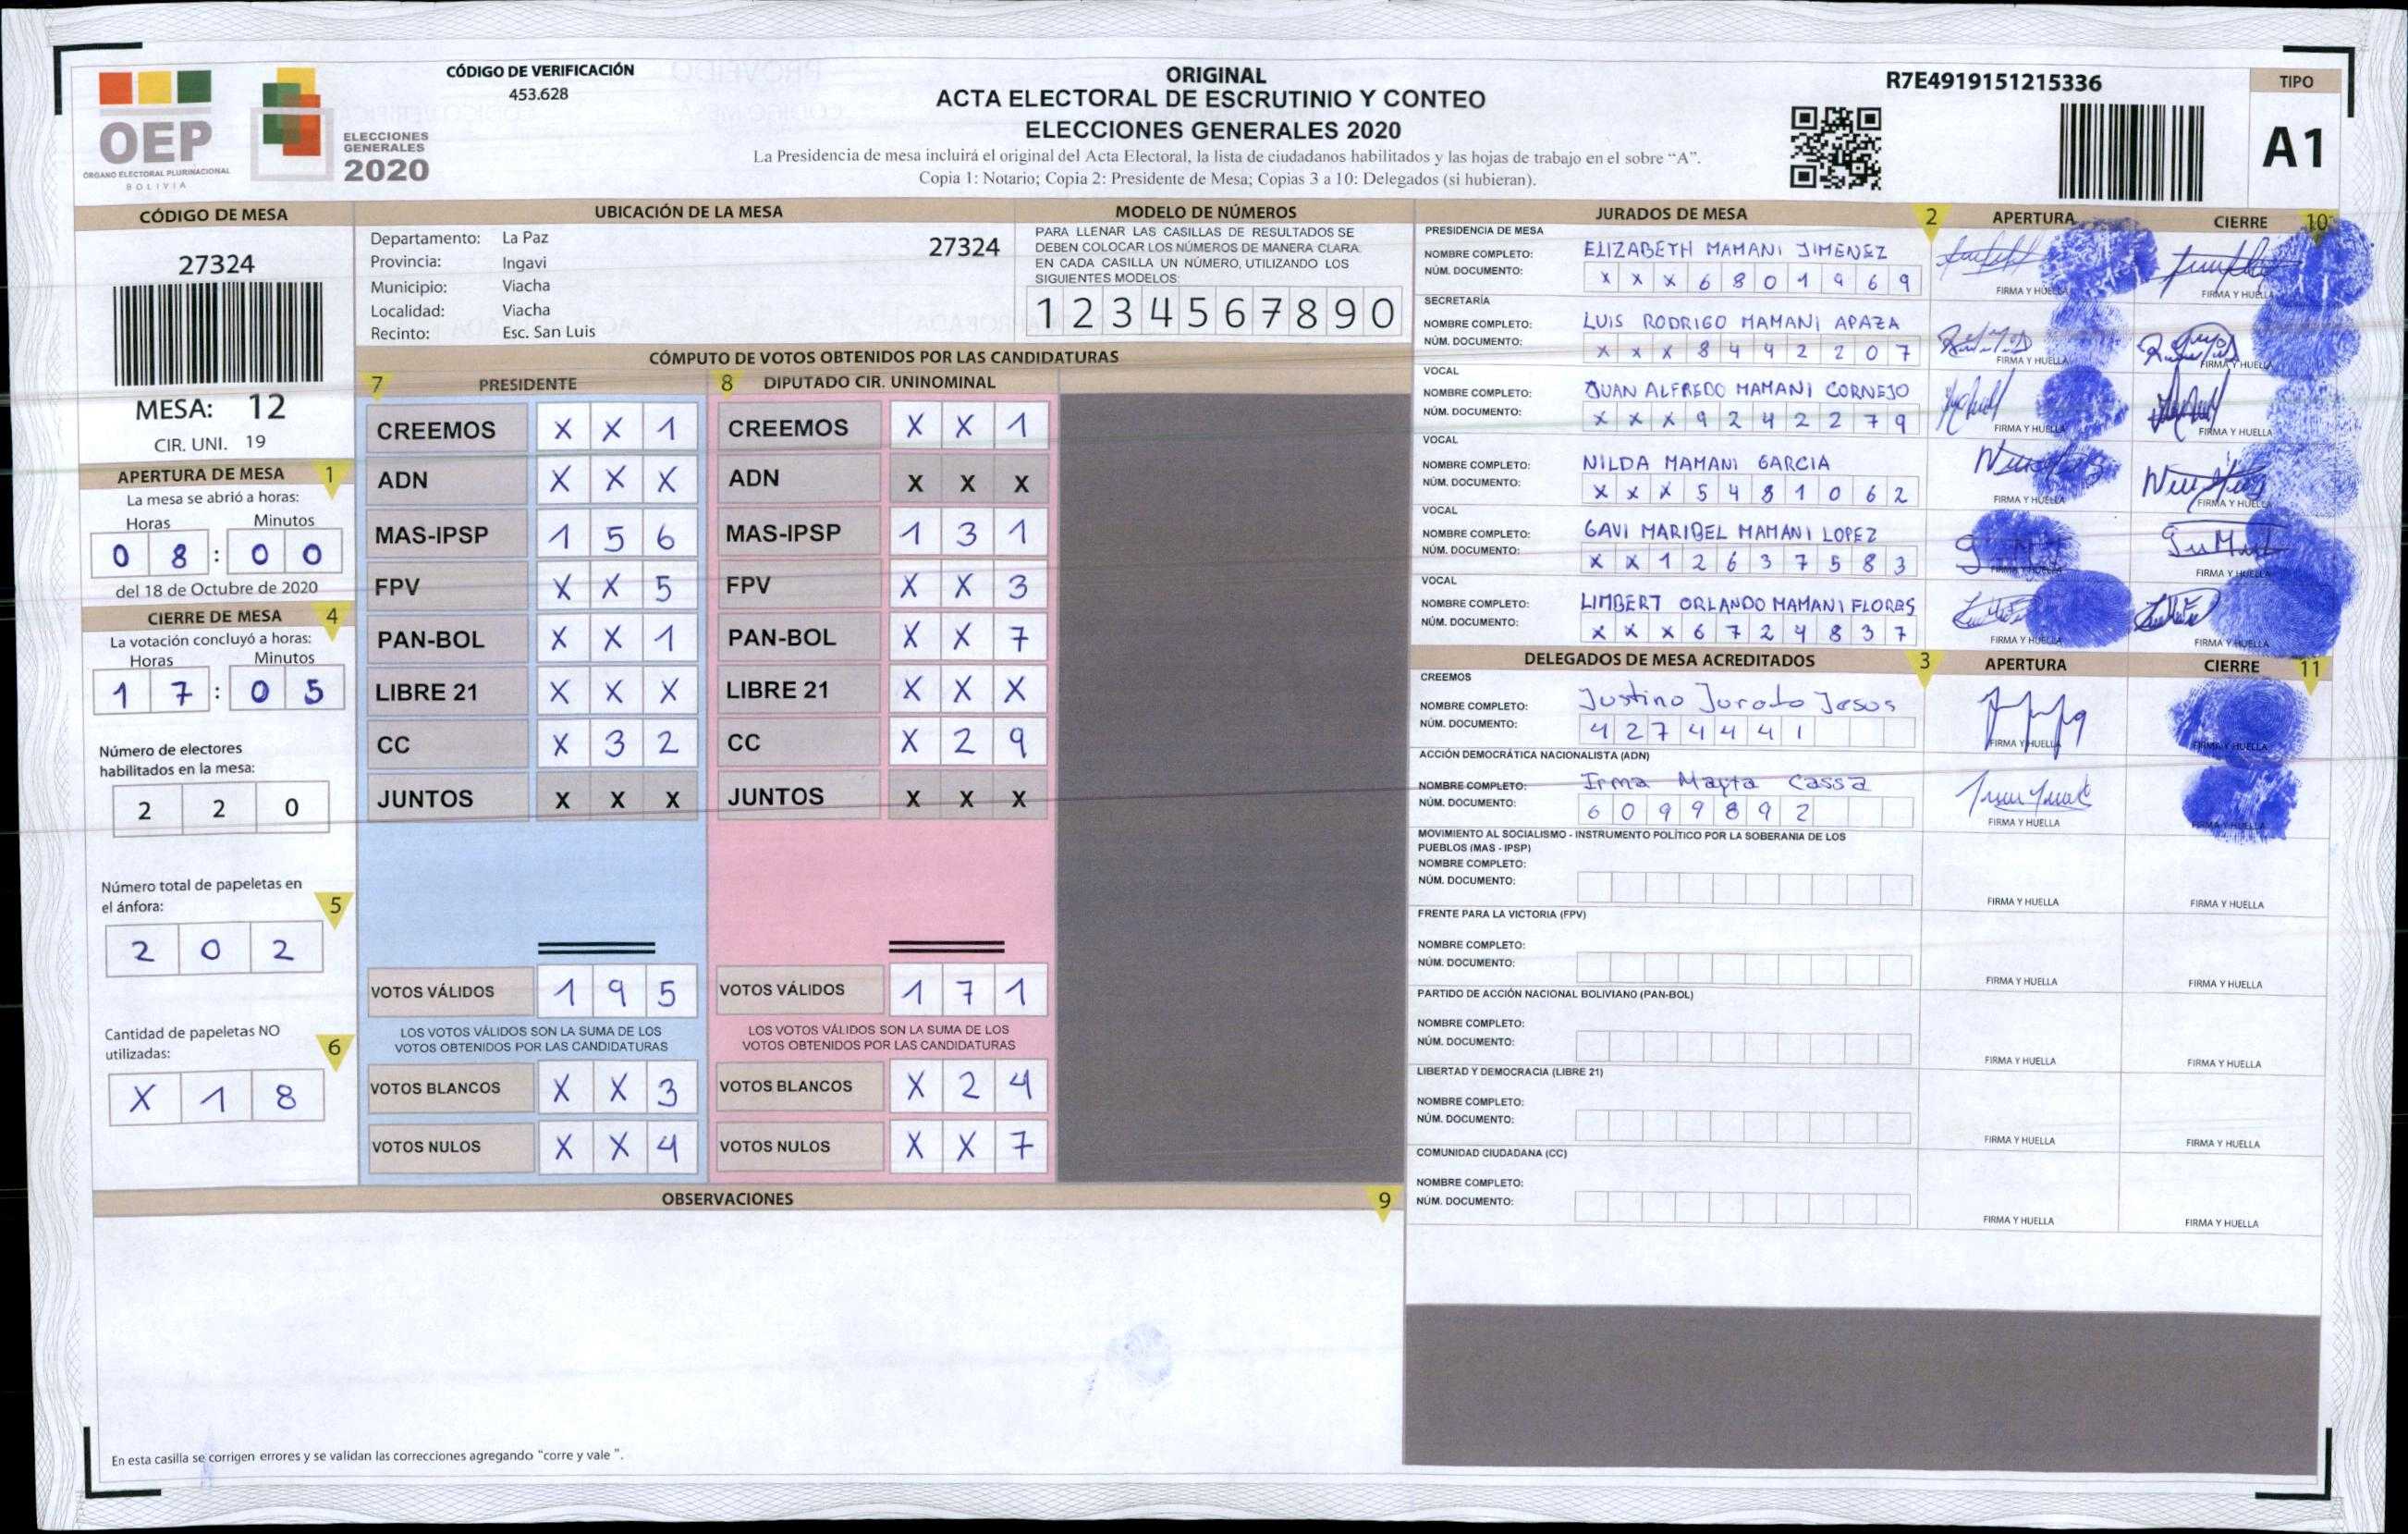 CÓDIGO DE VERIFICACIÓN
453.628
OEP
ÓRGANO ELECTORAL PLURINACIONAL
BOLIVIA
ELECCIONES
GENERALES
2020
ORIGINAL
ACTA ELECTORAL DE ESCRUTINIO Y CONTEO
ELECCIONES GENERALES 2020
La Presidencia de mesa incluirá el original del Acta Electoral, la lista de ciudadanos habilitados y las hojas de trabajo en el sobre “A”.
Copia 1: Notario; Copia 2: Presidente de Mesa; Copias 3 a 10: Delegados (si hubieran).
R7E4919151215336
TIPO
A1
CÓDIGO DE MESA
27324
MESA: 12
CIR. UNI. 19
APERTURA DE MESA 1
La mesa se abrió a horas:
Horas Minutos
0 8 : 0 0
del 18 de Octubre de 2020
CIERRE DE MESA 4
La votación concluyó a horas:
Horas Minutos
1 7 : 0 5
Número de electores
habilitados en la mesa:
2 2 0
Número total de papeletas en
el ánfora: 5
2 0 2
Cantidad de papeletas NO
utilizadas: 6
X 1 8
UBICACIÓN DE LA MESA
Departamento: La Paz 27324
Provincia: Ingavi
Municipio: Viacha
Localidad: Viacha
Recinto: Esc. San Luis
MODELO DE NÚMEROS
PARA LLENAR LAS CASILLAS DE RESULTADOS SE
DEBEN COLOCAR LOS NÚMEROS DE MANERA CLARA.
EN CADA CASILLA UN NÚMERO, UTILIZANDO LOS
SIGUIENTES MODELOS:
1 2 3 4 5 6 7 8 9 0
CÓMPUTO DE VOTOS OBTENIDOS POR LAS CANDIDATURAS
7 PRESIDENTE 8 DIPUTADO CIR. UNINOMINAL
CREEMOS X X 1 CREEMOS X X 1
ADN X X X ADN X X X
MAS-IPSP 1 5 6 MAS-IPSP 1 3 1
FPV X X 5 FPV X X 3
PAN-BOL X X 1 PAN-BOL X X 7
LIBRE 21 X X X LIBRE 21 X X X
CC X 3 2 CC X 2 9
JUNTOS X X X JUNTOS X X X
VOTOS VÁLIDOS 1 9 5 VOTOS VÁLIDOS 1 7 1
LOS VOTOS VÁLIDOS SON LA SUMA DE LOS LOS VOTOS VÁLIDOS SON LA SUMA DE LOS
VOTOS OBTENIDOS POR LAS CANDIDATURAS VOTOS OBTENIDOS POR LAS CANDIDATURAS
VOTOS BLANCOS X X 3 VOTOS BLANCOS X 2 4
VOTOS NULOS X X 4 VOTOS NULOS X X 7
OBSERVACIONES 9
En esta casilla se corrigen errores y se validan las correcciones agregando “corre y vale ”.
JURADOS DE MESA 2 APERTURA CIERRE 10
PRESIDENCIA DE MESA
NOMBRE COMPLETO: ELIZABETH MAMANI JIMENEZ
NÚM. DOCUMENTO: X X X 6 8 0 1 9 6 9
FIRMA Y HUELLA FIRMA Y HUELLA
SECRETARÍA
NOMBRE COMPLETO: LUIS RODRIGO MAMANI APAZA
NÚM. DOCUMENTO: X X X 8 4 4 2 2 0 7
FIRMA Y HUELLA FIRMA Y HUELLA
VOCAL
NOMBRE COMPLETO: JUAN ALFREDO MAMANI CORNEJO
NÚM. DOCUMENTO: X X X 9 2 4 2 2 7 9
FIRMA Y HUELLA FIRMA Y HUELLA
VOCAL
NOMBRE COMPLETO: NILDA MAMANI GARCIA
NÚM. DOCUMENTO: X X X 5 4 8 1 0 6 2
FIRMA Y HUELLA FIRMA Y HUELLA
VOCAL
NOMBRE COMPLETO: GAVI MARIBEL MAMANI LOPEZ
NÚM. DOCUMENTO: X X 1 2 6 3 7 5 8 3
FIRMA Y HUELLA FIRMA Y HUELLA
VOCAL
NOMBRE COMPLETO: LIMBERT ORLANDO MAMANI FLORES
NÚM. DOCUMENTO: X X X 6 7 2 4 8 3 7
FIRMA Y HUELLA FIRMA Y HUELLA
DELEGADOS DE MESA ACREDITADOS 3 APERTURA CIERRE 11
CREEMOS
NOMBRE COMPLETO: Justino Jurado Jesus
NÚM. DOCUMENTO: 4 2 7 4 4 4 1
FIRMA Y HUELLA FIRMA Y HUELLA
ACCIÓN DEMOCRÁTICA NACIONALISTA (ADN)
NOMBRE COMPLETO: Irma Mayta Cassa
NÚM. DOCUMENTO: 6 0 9 9 8 9 2
FIRMA Y HUELLA FIRMA Y HUELLA
MOVIMIENTO AL SOCIALISMO - INSTRUMENTO POLÍTICO POR LA SOBERANIA DE LOS
PUEBLOS (MAS - IPSP)
NOMBRE COMPLETO:
NÚM. DOCUMENTO:
FIRMA Y HUELLA FIRMA Y HUELLA
FRENTE PARA LA VICTORIA (FPV)
NOMBRE COMPLETO:
NÚM. DOCUMENTO:
FIRMA Y HUELLA FIRMA Y HUELLA
PARTIDO DE ACCIÓN NACIONAL BOLIVIANO (PAN-BOL)
NOMBRE COMPLETO:
NÚM. DOCUMENTO:
FIRMA Y HUELLA FIRMA Y HUELLA
LIBERTAD Y DEMOCRACIA (LIBRE 21)
NOMBRE COMPLETO:
NÚM. DOCUMENTO:
FIRMA Y HUELLA FIRMA Y HUELLA
COMUNIDAD CIUDADANA (CC)
NOMBRE COMPLETO:
NÚM. DOCUMENTO:
FIRMA Y HUELLA FIRMA Y HUELLA